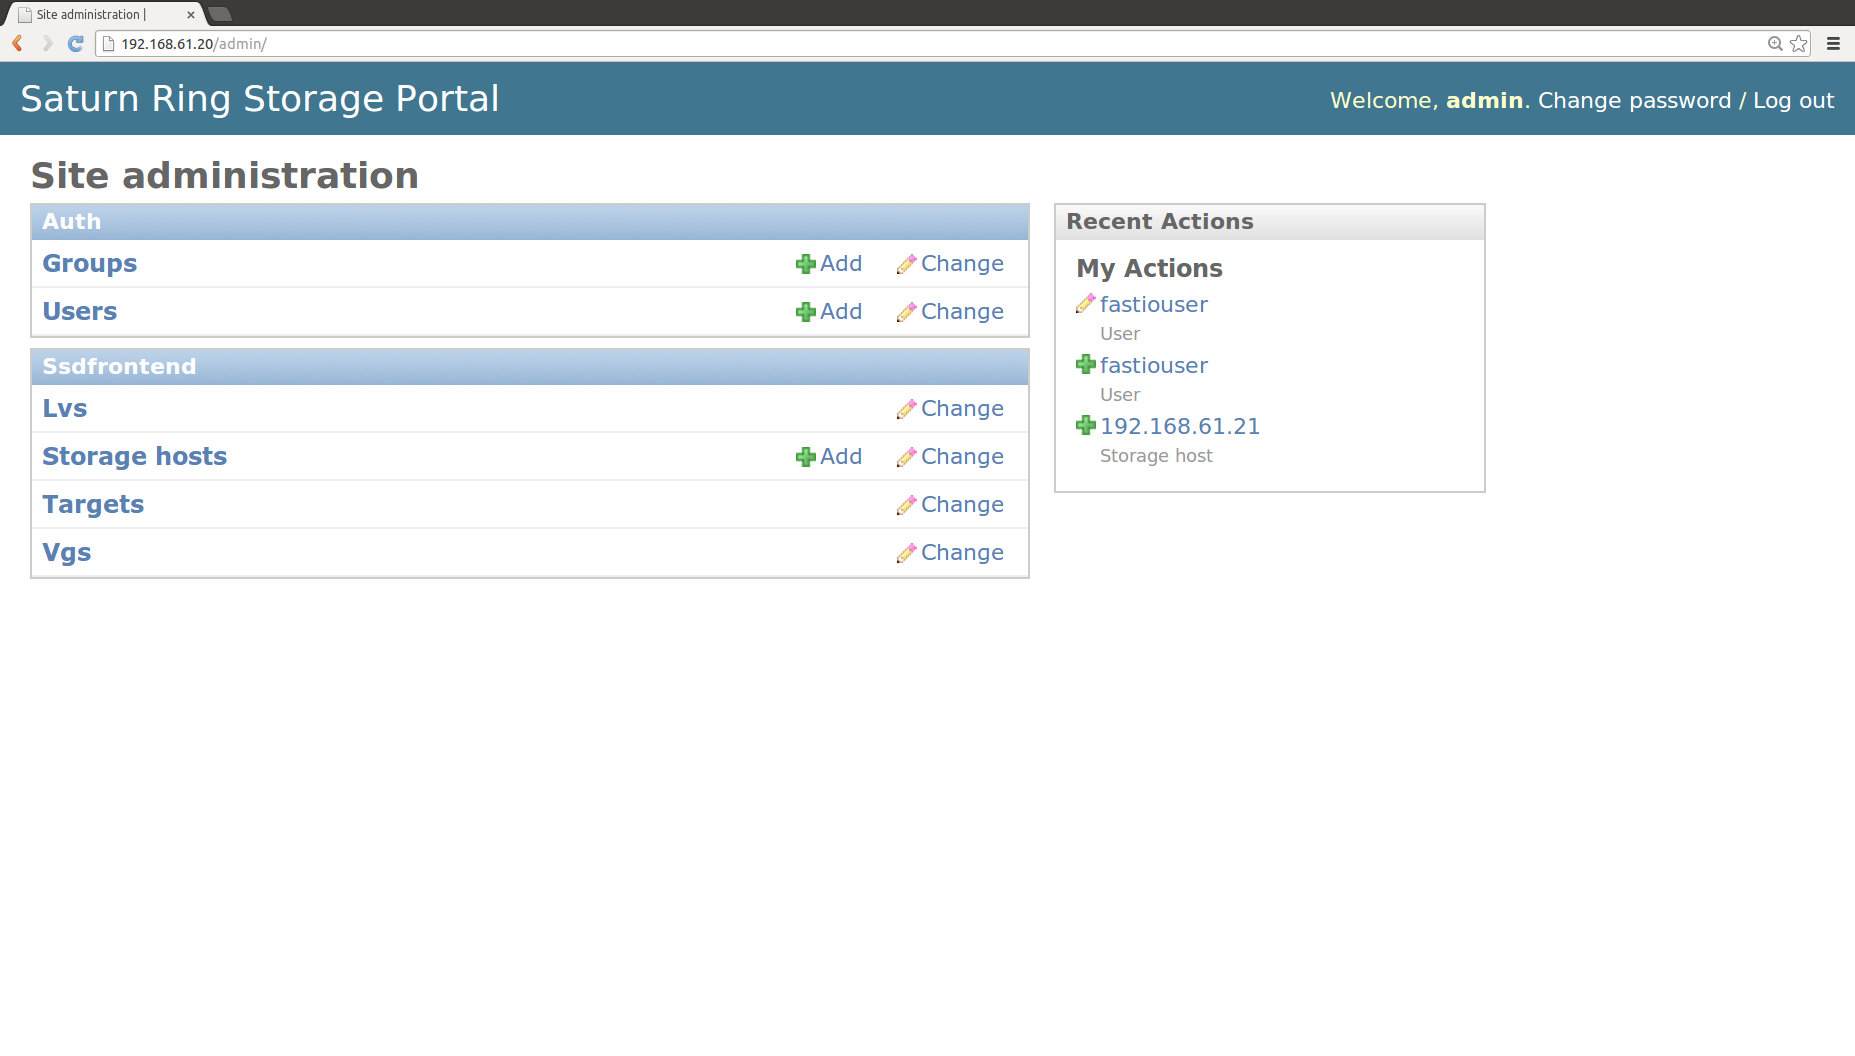 Site administration |
192.168.61.20/admin/
Saturn Ring Storage Portal
Welcome, admin. Change password / Log out
Site administration
Auth
Groups Add Change
Users Add Change
Ssdfrontend
Lvs Change
Storage hosts Add Change
Targets Change
Vgs Change
Recent Actions
My Actions
fastiouser
User
fastiouser
User
192.168.61.21
Storage host